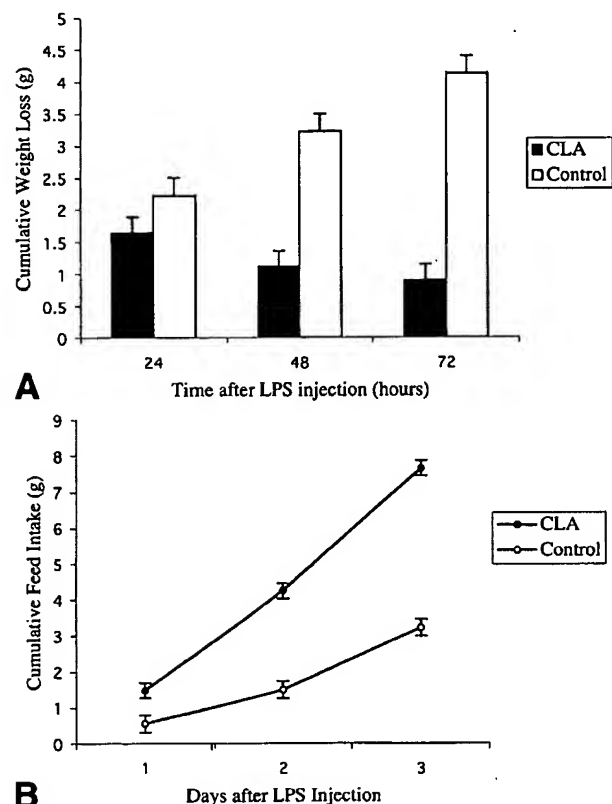 5
4.5
4
3.5
3
2.5
2
1.5
1
0.5
0
Cumulative Weight Loss (g)
CLA
Control
24 48 72
Time after LPS injection (hours)
A
9
8
7
6
5
4
3
2
1
0
Cumulative Feed Intake (g)
CLA
Control
1 2 3
Days after LPS Injection
B